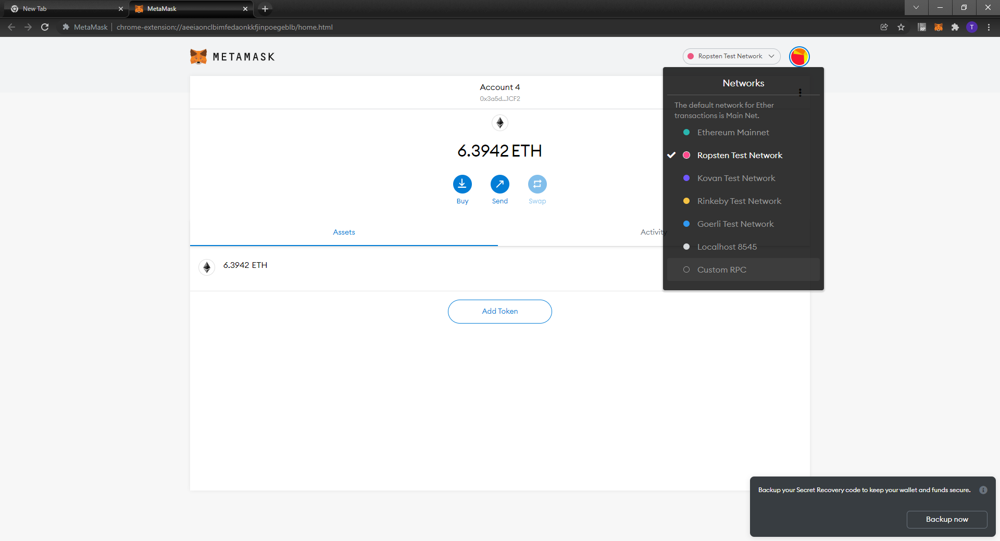 New Tab
MetaMask
MetaMask
chrome-extension://aeeiaonclbimfedaonkkfjinpoegeblb/home.html
RP
T
METAMASK
Ropsten Test Network
Account 4
0x3a5d...1CF2
6.3942 ETH
Buy
Send
Swap
Assets
Activity
6.3942 ETH
Add Token
Networks
The default network for Ether
transactions is Main Net.
Ethereum Mainnet
Ropsten Test Network
Kovan Test Network
Rinkeby Test Network
Goerli Test Network
Localhost 8545
Custom RPC
Backup your Secret Recovery code to keep your wallet and funds secure.
Backup now